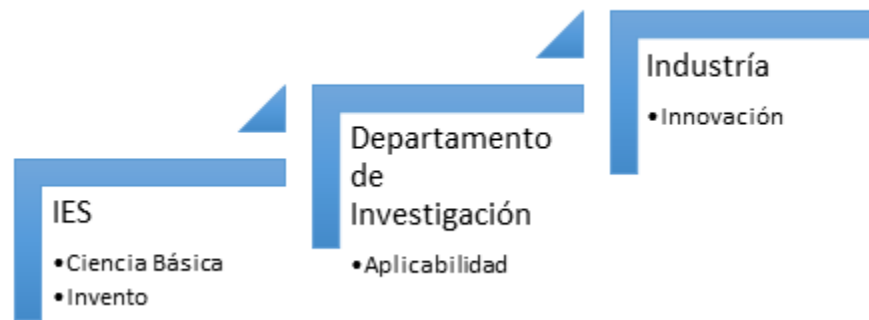 IES
•Ciencia Básica
•Invento
Departamento
de
Investigación
•Aplicabilidad
Industría
•Innovación